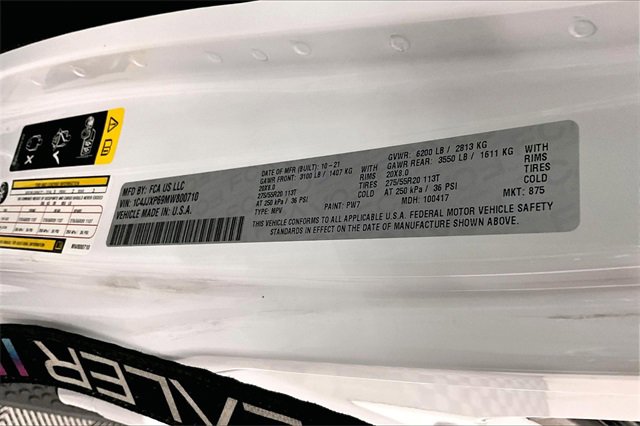 MFD BY: FCA US LLC
DATE OF MFR (BUILT): 10-21
GVWR: 6200 LB / 2813 KG
GAWR FRONT: 3100 LB / 1407 KG
WITH
GAWR REAR: 3550 LB / 1611 KG
WITH
20X8.0
RIMS
20X8.0
RIMS
275/55R20 113T
TIRES
275/55R20 113T
TIRES
AT 250 kPa / 36 PSI
COLD
AT 250 kPa / 36 PSI
COLD
VIN: 1C4JJXP69MW800710
VEHICLE MADE IN U.S.A.
TYPE: MPV
PAINT: PW7
MDH: 100417
MKT: 875
THIS VEHICLE CONFORMS TO ALL APPLICABLE U.S.A. FEDERAL MOTOR VEHICLE SAFETY
STANDARDS IN EFFECT ON THE DATE OF MANUFACTURE SHOWN ABOVE.
MW800710